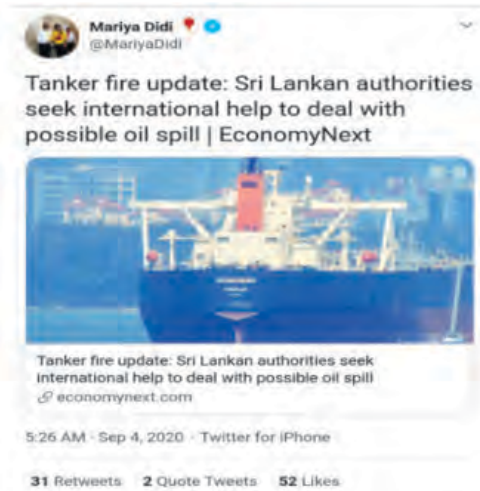 Mariya Didi
@MariyaDidi
Tanker fire update: Sri Lankan authorities
seek international help to deal with
possible oil spill | EconomyNext
Tanker fire update: Sri Lankan authorities seek
international help to deal with possible oil spill
economynext.com
5:26 AM · Sep 4, 2020 · Twitter for iPhone
31 Retweets 2 Quote Tweets 52 Likes